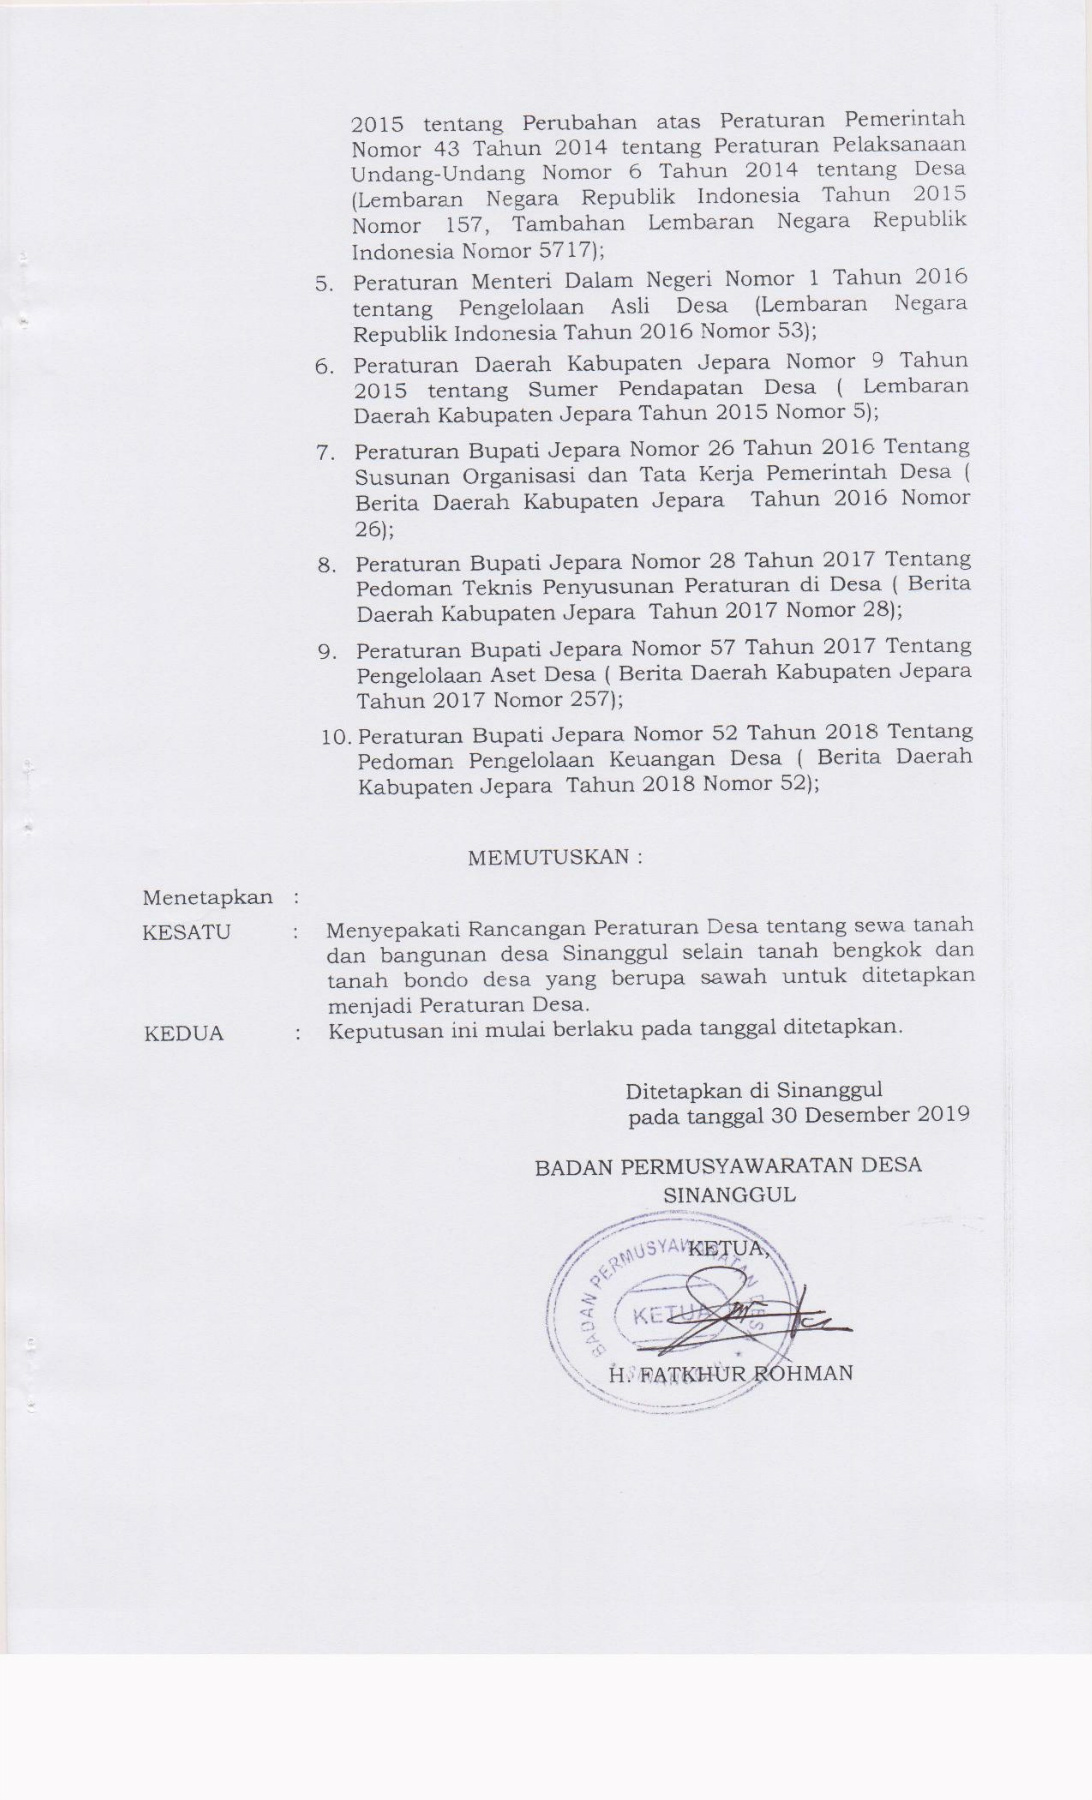 2015 tentang Perubahan atas Peraturan Pemerintah
Nomor 43 Tahun 2014 tentang Peraturan Pelaksanaan
Undang-Undang Nomor 6 Tahun 2014 tentang Desa
(Lembaran Negara Republik Indonesia Tahun 2015
Nomor 157, Tambahan Lembaran Negara Republik
Indonesia Nomor 5717);
5. Peraturan Menteri Dalam Negeri Nomor 1 Tahun 2016
tentang Pengelolaan Asli Desa (Lembaran Negara
Republik Indonesia Tahun 2016 Nomor 53);
6. Peraturan Daerah Kabupaten Jepara Nomor 9 Tahun
2015 tentang Sumer Pendapatan Desa ( Lembaran
Daerah Kabupaten Jepara Tahun 2015 Nomor 5);
7. Peraturan Bupati Jepara Nomor 26 Tahun 2016 Tentang
Susunan Organisasi dan Tata Kerja Pemerintah Desa (
Berita Daerah Kabupaten Jepara Tahun 2016 Nomor
26);
8. Peraturan Bupati Jepara Nomor 28 Tahun 2017 Tentang
Pedoman Teknis Penyusunan Peraturan di Desa ( Berita
Daerah Kabupaten Jepara Tahun 2017 Nomor 28);
9. Peraturan Bupati Jepara Nomor 57 Tahun 2017 Tentang
Pengelolaan Aset Desa ( Berita Daerah Kabupaten Jepara
Tahun 2017 Nomor 257);
10. Peraturan Bupati Jepara Nomor 52 Tahun 2018 Tentang
Pedoman Pengelolaan Keuangan Desa ( Berita Daerah
Kabupaten Jepara Tahun 2018 Nomor 52);
MEMUTUSKAN :
Menetapkan :
KESATU : Menyepakati Rancangan Peraturan Desa tentang sewa tanah
dan bangunan desa Sinanggul selain tanah bengkok dan
tanah bondo desa yang berupa sawah untuk ditetapkan
menjadi Peraturan Desa.
KEDUA : Keputusan ini mulai berlaku pada tanggal ditetapkan.
Ditetapkan di Sinanggul
pada tanggal 30 Desember 2019
BADAN PERMUSYAWARATAN DESA
SINANGGUL
KETUA,
BADAN PERMUSYAWARATAN DESA
KETUA
H. FATKHUR ROHMAN